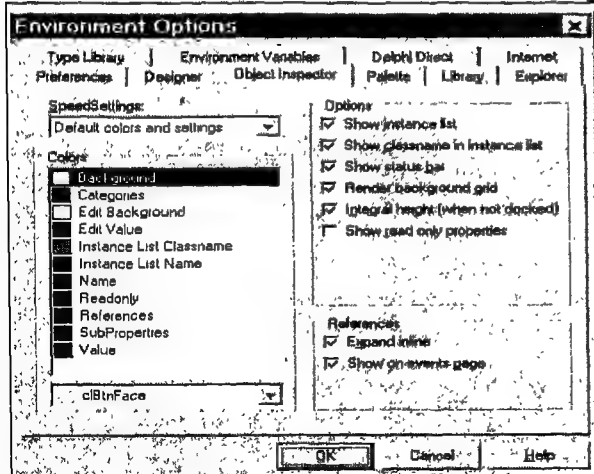 Environment Options
Type Library Environment Variables Delphi Direct Internet
Preferences Designer Object Inspector Palette Library Explorer
SpeedSettings:
Default colors and settings
Colors
Background
Categories
Edit Background
Edit Value
Instance List Classname
Instance List Name
Name
Readonly
References
SubProperties
Value
clBtnFace
Options
Show instance list
Show classname in instance list
Show status bar
Render background grid
Integral height (when not docked)
Show read only properties
References
Expand inline
Show on events page
OK Cancel Help